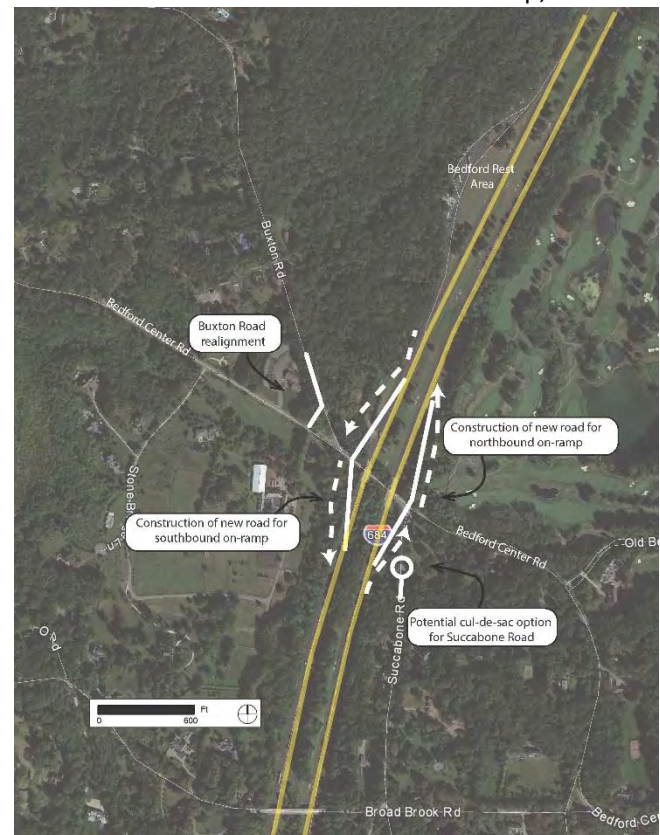 Bedford Rest
Area
Buxton Rd
Bedford Center Rd
Buxton Road
realignment
Construction of new road for
northbound on-ramp
Construction of new road for
southbound on-ramp
684
Bedford Center Rd
Old Be
Potential cul-de-sac option
for Succabone Road
Succabone Rd
Ft
0 600
Broad Brook Rd
Bedford-Ce